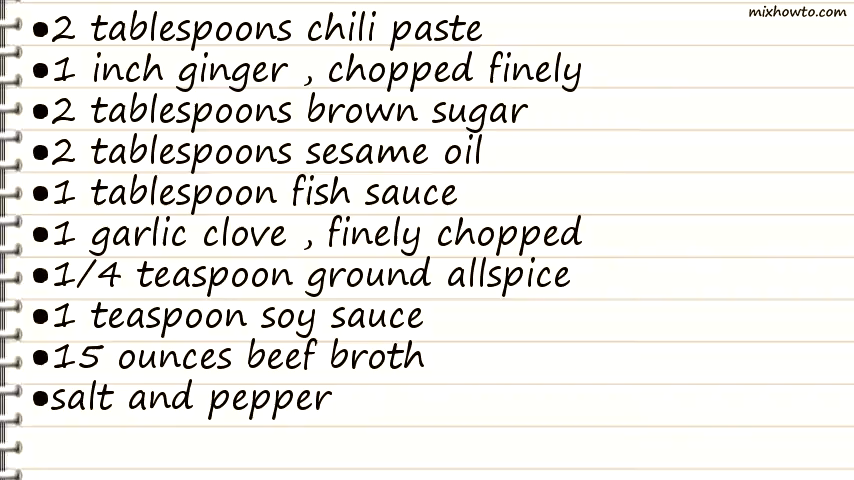 mixhowto.com
•2 tablespoons chili paste
•1 inch ginger , chopped finely
•2 tablespoons brown sugar
•2 tablespoons sesame oil
•1 tablespoon fish sauce
•1 garlic clove , finely chopped
•1/4 teaspoon ground allspice
•1 teaspoon soy sauce
•15 ounces beef broth
•salt and pepper